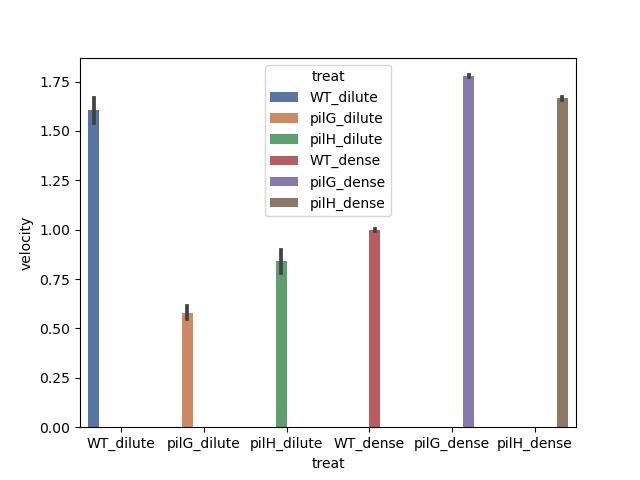 1.75
1.50
1.25
1.00
0.75
0.50
0.25
0.00
velocity
treat
WT_dilute
pilG_dilute
pilH_dilute
WT_dense
pilG_dense
pilH_dense
WT_dilute pilG_dilute pilH_dilute WT_dense pilG_dense pilH_dense
treat